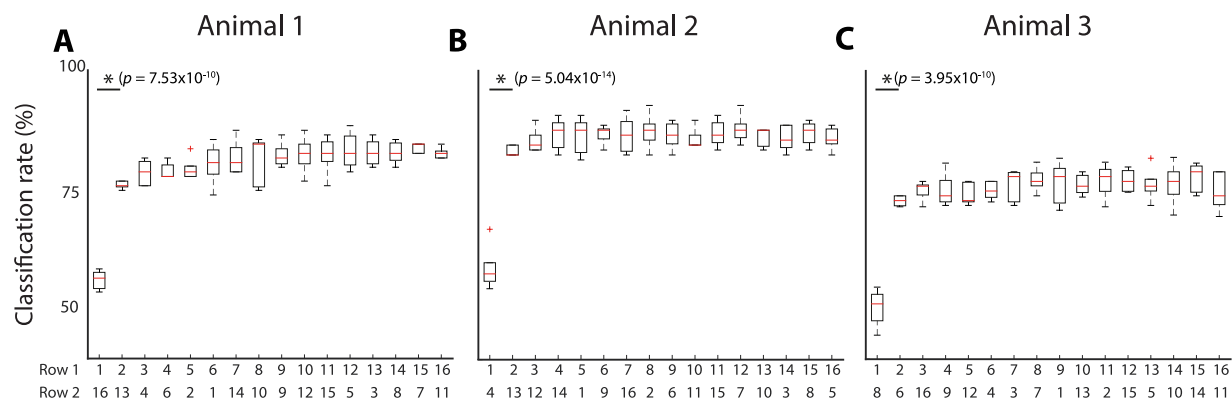 Animal 1 Animal 2 Animal 3
A B C
100
* (p = 7.53x10⁻¹⁰) * (p = 5.04x10⁻¹⁴) * (p = 3.95x10⁻¹⁰)
Classification rate (%)
75
50
Row 1 1 2 3 4 5 6 7 8 9 10 11 12 13 14 15 16 1 2 3 4 5 6 7 8 9 10 11 12 13 14 15 16 1 2 3 4 5 6 7 8 9 10 11 12 13 14 15 16
Row 2 16 13 4 6 2 1 14 10 9 12 15 5 3 8 7 11 4 13 12 14 1 9 16 2 6 11 15 7 10 3 8 5 8 6 16 9 12 4 3 7 1 13 2 15 5 10 14 11